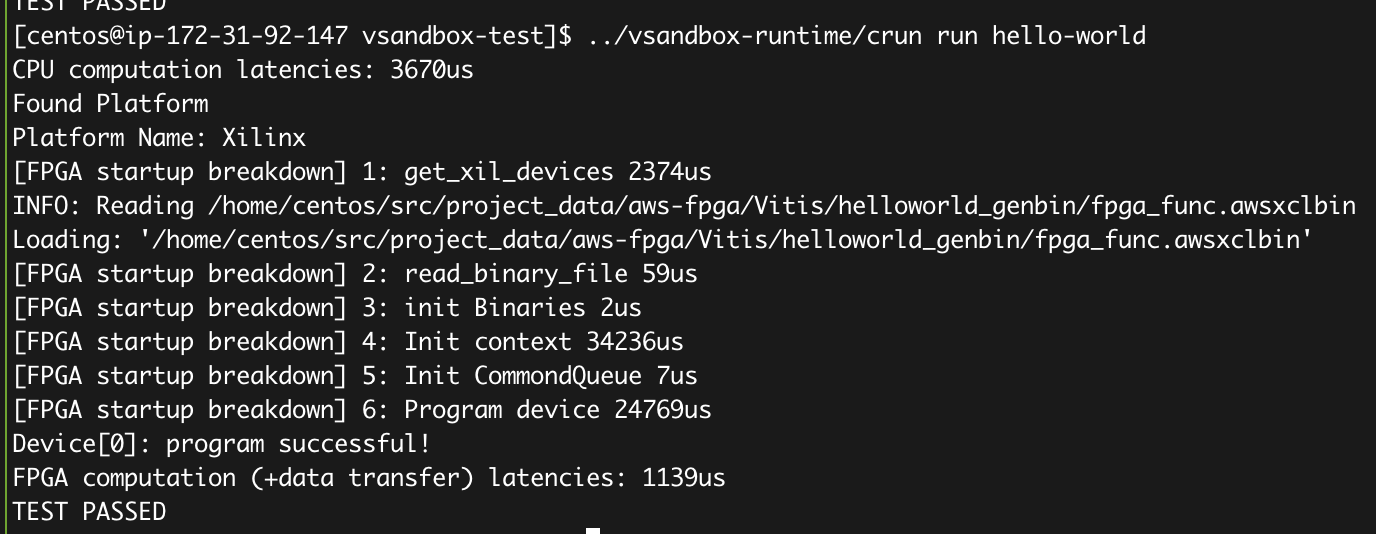 TEST PASSED
[centos@ip-172-31-92-147 vsandbox-test]$ ../vsandbox-runtime/crun run hello-world
CPU computation latencies: 3670us
Found Platform
Platform Name: Xilinx
[FPGA startup breakdown] 1: get_xil_devices 2374us
INFO: Reading /home/centos/src/project_data/aws-fpga/Vitis/helloworld_genbin/fpga_func.awsxclbin
Loading: '/home/centos/src/project_data/aws-fpga/Vitis/helloworld_genbin/fpga_func.awsxclbin'
[FPGA startup breakdown] 2: read_binary_file 59us
[FPGA startup breakdown] 3: init Binaries 2us
[FPGA startup breakdown] 4: Init context 34236us
[FPGA startup breakdown] 5: Init CommondQueue 7us
[FPGA startup breakdown] 6: Program device 24769us
Device[0]: program successful!
FPGA computation (+data transfer) latencies: 1139us
TEST PASSED